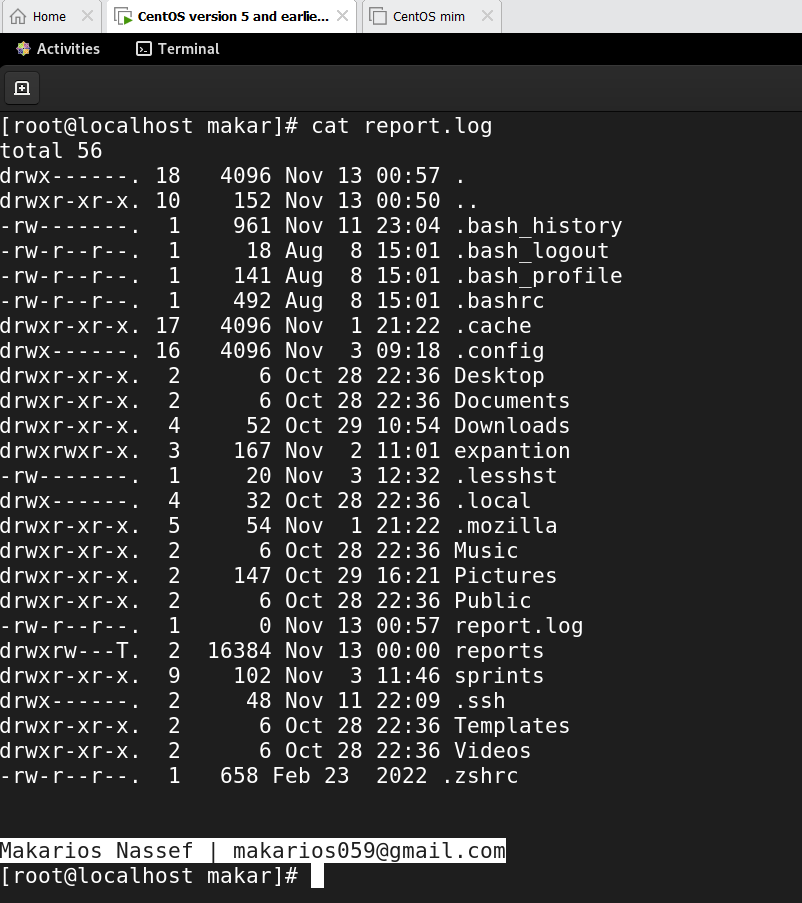 Home
CentOS version 5 and earlie...
CentOS mim
Activities
Terminal
[root@localhost makar]# cat report.log
total 56
drwx------. 18   4096 Nov 13 00:57 .
drwxr-xr-x. 10    152 Nov 13 00:50 ..
-rw-------.  1    961 Nov 11 23:04 .bash_history
-rw-r--r--.  1     18 Aug  8 15:01 .bash_logout
-rw-r--r--.  1    141 Aug  8 15:01 .bash_profile
-rw-r--r--.  1    492 Aug  8 15:01 .bashrc
drwxr-xr-x. 17   4096 Nov  1 21:22 .cache
drwx------. 16   4096 Nov  3 09:18 .config
drwxr-xr-x.  2      6 Oct 28 22:36 Desktop
drwxr-xr-x.  2      6 Oct 28 22:36 Documents
drwxr-xr-x.  4     52 Oct 29 10:54 Downloads
drwxrwxr-x.  3    167 Nov  2 11:01 expantion
-rw-------.  1     20 Nov  3 12:32 .lesshst
drwx------.  4     32 Oct 28 22:36 .local
drwxr-xr-x.  5     54 Nov  1 21:22 .mozilla
drwxr-xr-x.  2      6 Oct 28 22:36 Music
drwxr-xr-x.  2    147 Oct 29 16:21 Pictures
drwxr-xr-x.  2      6 Oct 28 22:36 Public
-rw-r--r--.  1      0 Nov 13 00:57 report.log
drwxrw---T.  2  16384 Nov 13 00:00 reports
drwxr-xr-x.  9    102 Nov  3 11:46 sprints
drwx------.  2     48 Nov 11 22:09 .ssh
drwxr-xr-x.  2      6 Oct 28 22:36 Templates
drwxr-xr-x.  2      6 Oct 28 22:36 Videos
-rw-r--r--.  1   658 Feb 23  2022 .zshrc
Makarios Nassef | makarios059@gmail.com
[root@localhost makar]#